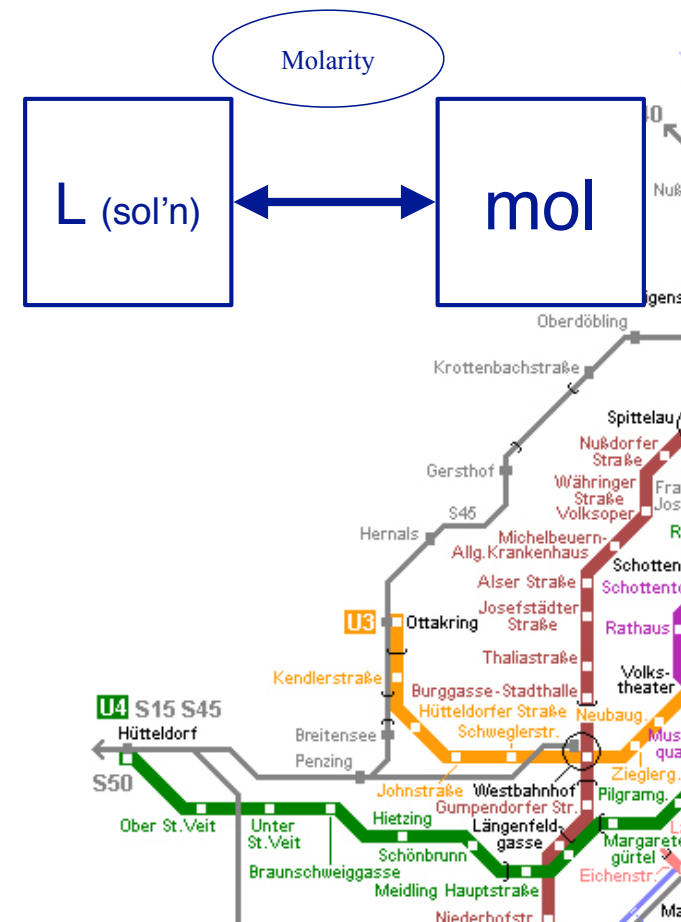 Molarity
L (sol'n)
mol
Nuß
Oberdöbling
Krottenbachstraße
Spittelau
Nußdorfer
Straße
Gersthof
Währinger
Straße
Volksoper
S45
Hernals
Michelbeuern-
Allg.Krankenhaus
Schotten
Alser Straße
Schottent
U3
Ottakring
Josefstädter
Straße
Rathaus
Thaliastraße
Kendlerstraße
Burggasse-Stadthalle
Volks-
theater
U4 S15 S45
Hütteldorf
Hütteldorfer Straße
Neubaug.
Schweglerstr.
Breitensee
Penzing
S50
Johnstraße
Westbahnhof
Zieglerg.
Gumpendorfer Str.
Pilgramg.
Ober St.Veit
Unter
St.Veit
Hietzing
Längenfeld-
gasse
Margarete
gürtel
Braunschweiggasse
Schönbrunn
Eichenstr.
Meidling Hauptstraße
Niederhofstr.